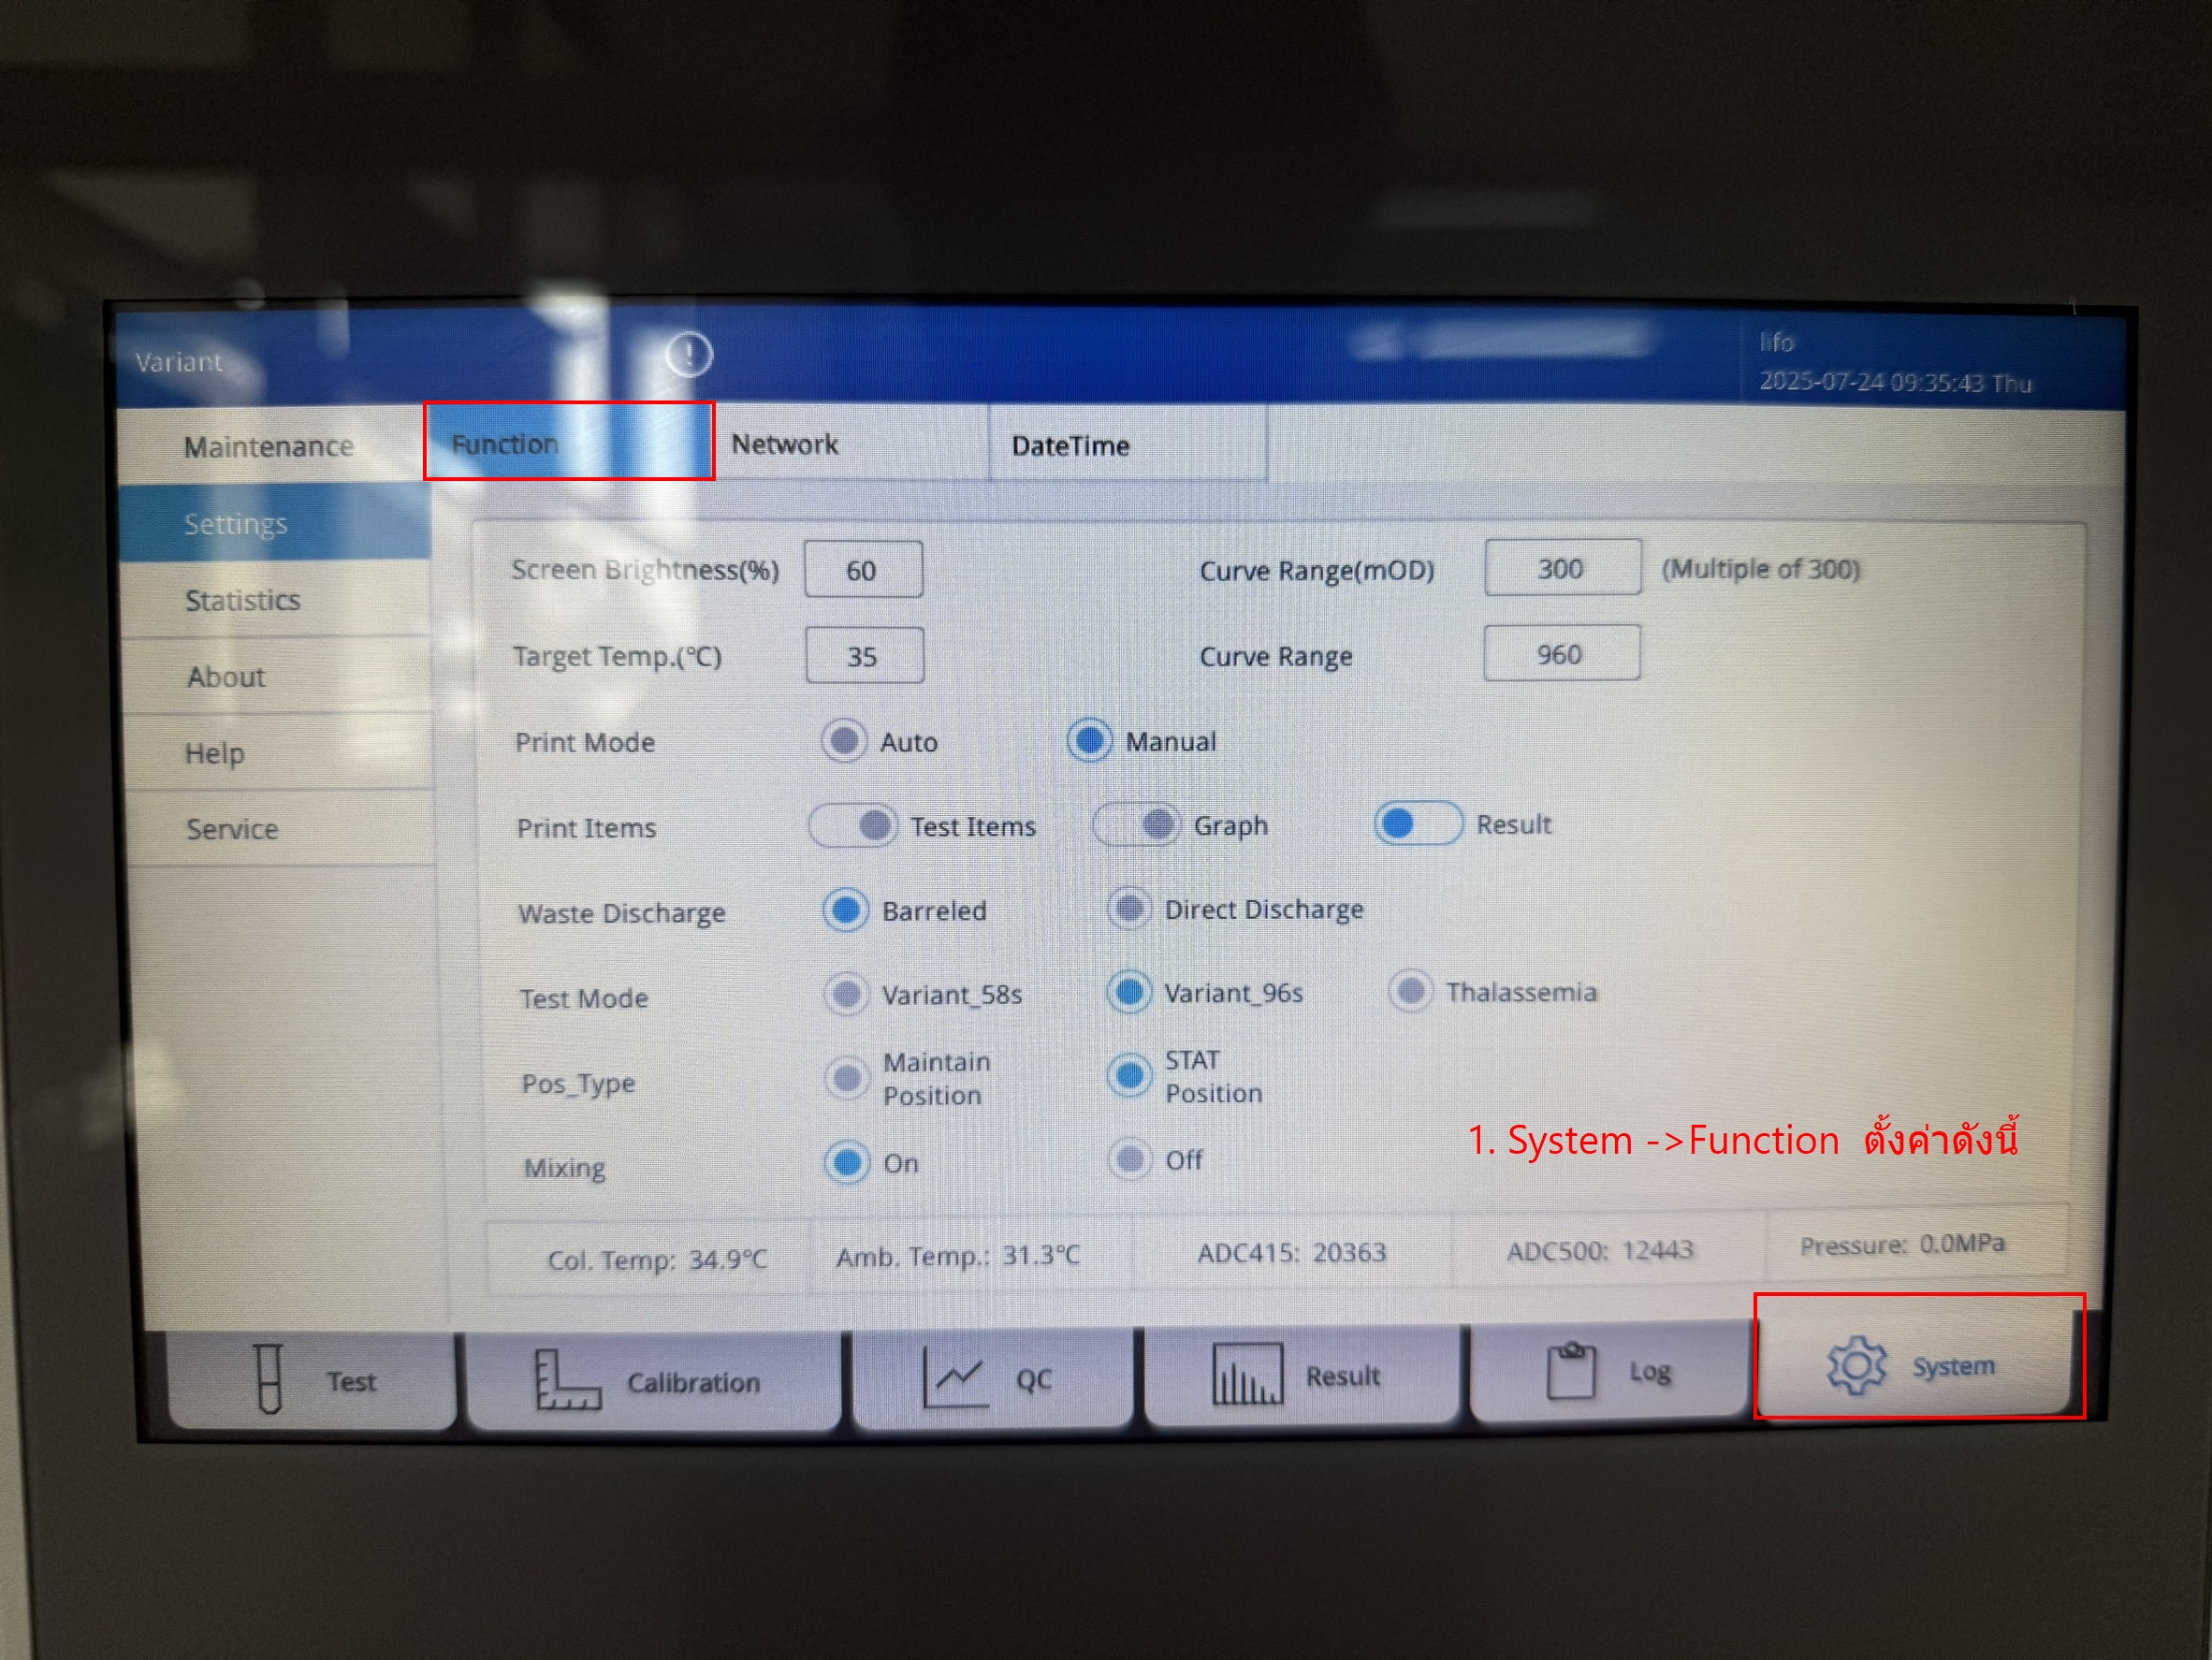 Variant
!
lifo
2025-07-24 09:35:43 Thu
Maintenance
Function
Network
DateTime
Settings
Statistics
About
Help
Service
Screen Brightness(%) 60
Curve Range(mOD) 300 (Multiple of 300)
Target Temp.(°C) 35
Curve Range 960
Print Mode Auto Manual
Print Items Test Items Graph Result
Waste Discharge Barreled Direct Discharge
Test Mode Variant_58s Variant_96s Thalassemia
Pos_Type Maintain Position STAT Position
Mixing On Off
1. System ->Function ตั้งค่าดังนี้
Col. Temp: 34.9°C Amb. Temp.: 31.3°C ADC415: 20363 ADC500: 12443 Pressure: 0.0MPa
Test Calibration QC Result Log System